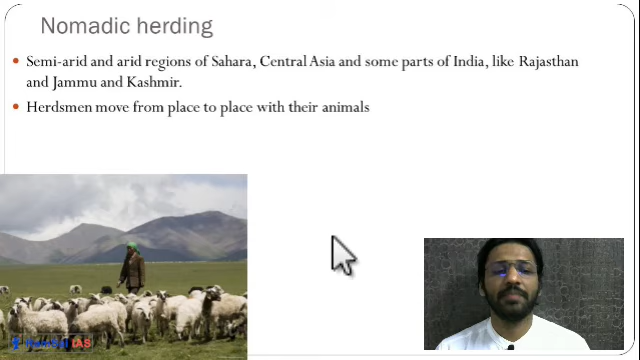 Nomadic herding
• Semi-arid and arid regions of Sahara, Central Asia and some parts of India, like Rajasthan
and Jammu and Kashmir.
• Herdsmen move from place to place with their animals
IAS